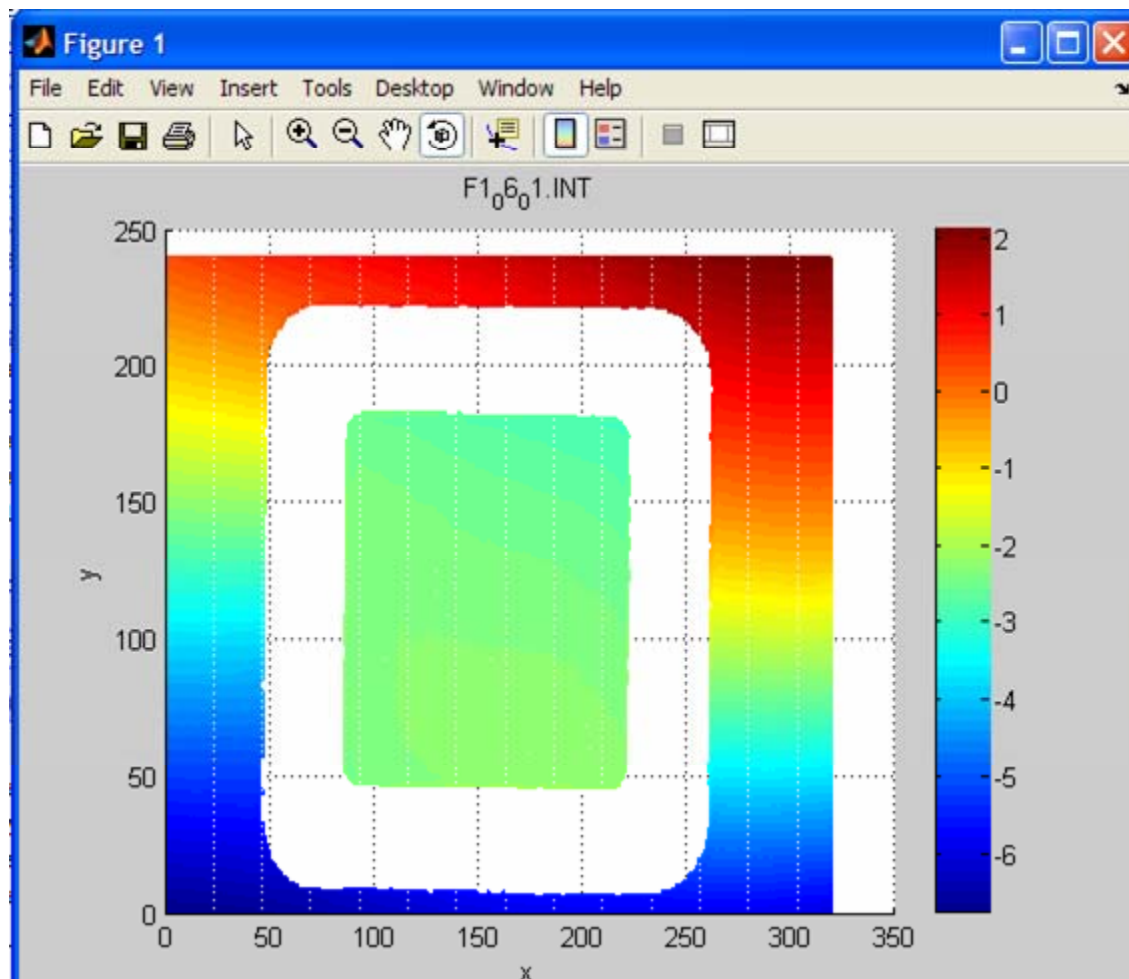 Figure 1
File Edit View Insert Tools Desktop Window Help
F1₀6₀1.INT
250
200
150
100
50
0
y
0 50 100 150 200 250 300 350
x
2
1
0
-1
-2
-3
-4
-5
-6